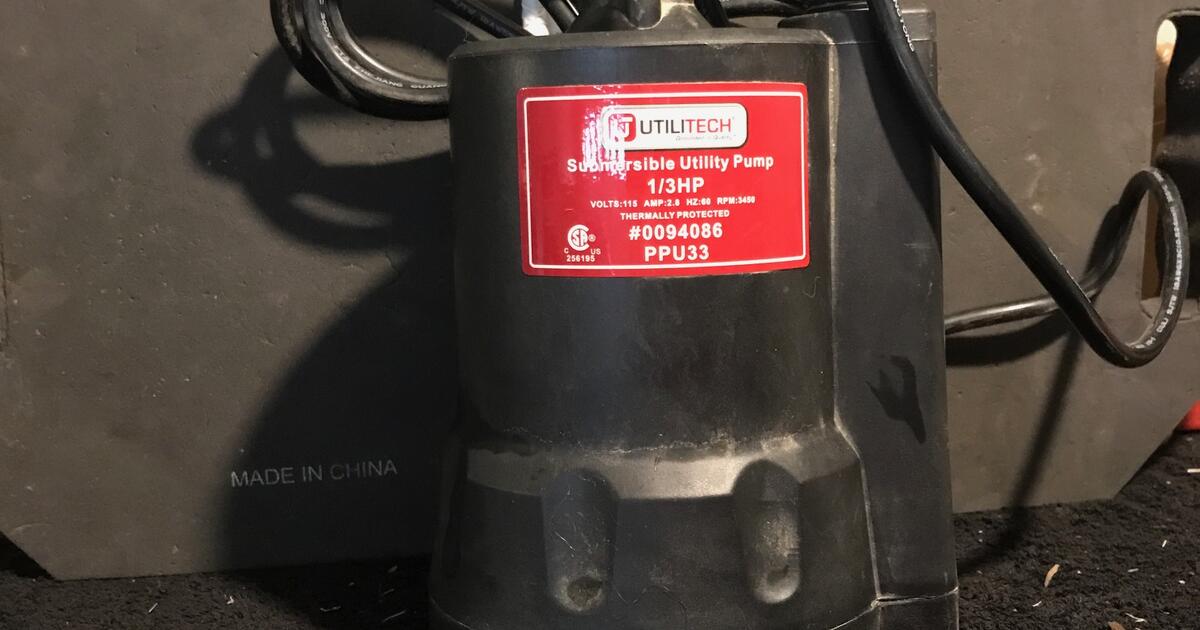 UTILITECH
Submersible Utility Pump
1/3HP
VOLTS:115 AMP:2.8 HZ:60 RPM:3450
THERMALLY PROTECTED
#0094086
PPU33
C US
256195
MADE IN CHINA